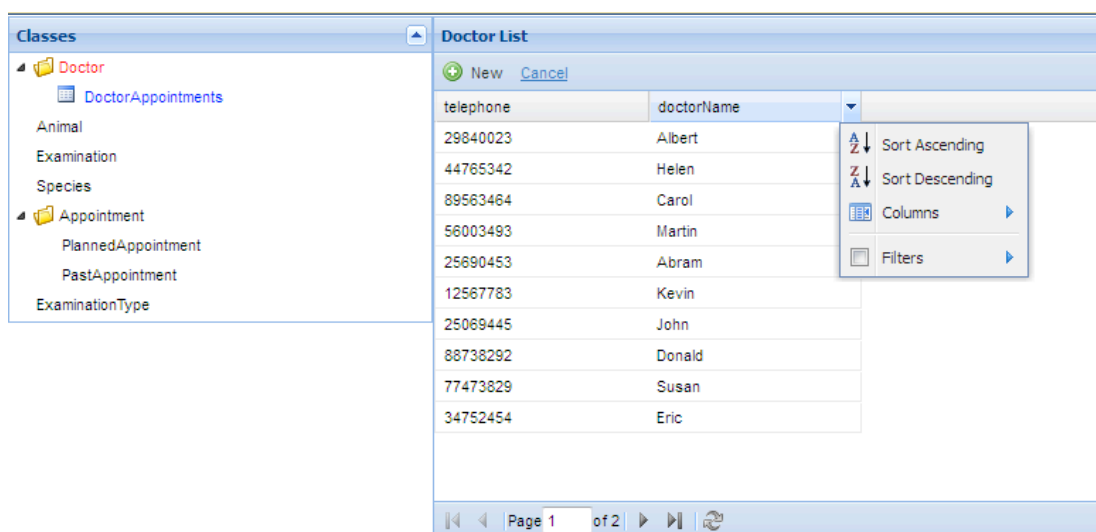 Classes
Doctor
DoctorAppointments
Animal
Examination
Species
Appointment
PlannedAppointment
PastAppointment
ExaminationType
Doctor List
New Cancel
telephone doctorName
29840023 Albert
44765342 Helen
89563464 Carol
56003493 Martin
25690453 Abram
12567783 Kevin
25069445 John
88738292 Donald
77473829 Susan
34752454 Eric
A Z Sort Ascending
Z A Sort Descending
Columns
Filters
Page 1 of 2